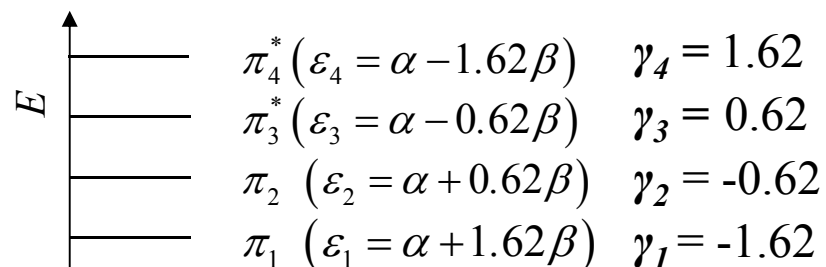 E
π₄* (ε₄ = α − 1.62β) γ₄ = 1.62
π₃* (ε₃ = α − 0.62β) γ₃ = 0.62
π₂ (ε₂ = α + 0.62β) γ₂ = -0.62
π₁ (ε₁ = α + 1.62β) γ₁ = -1.62